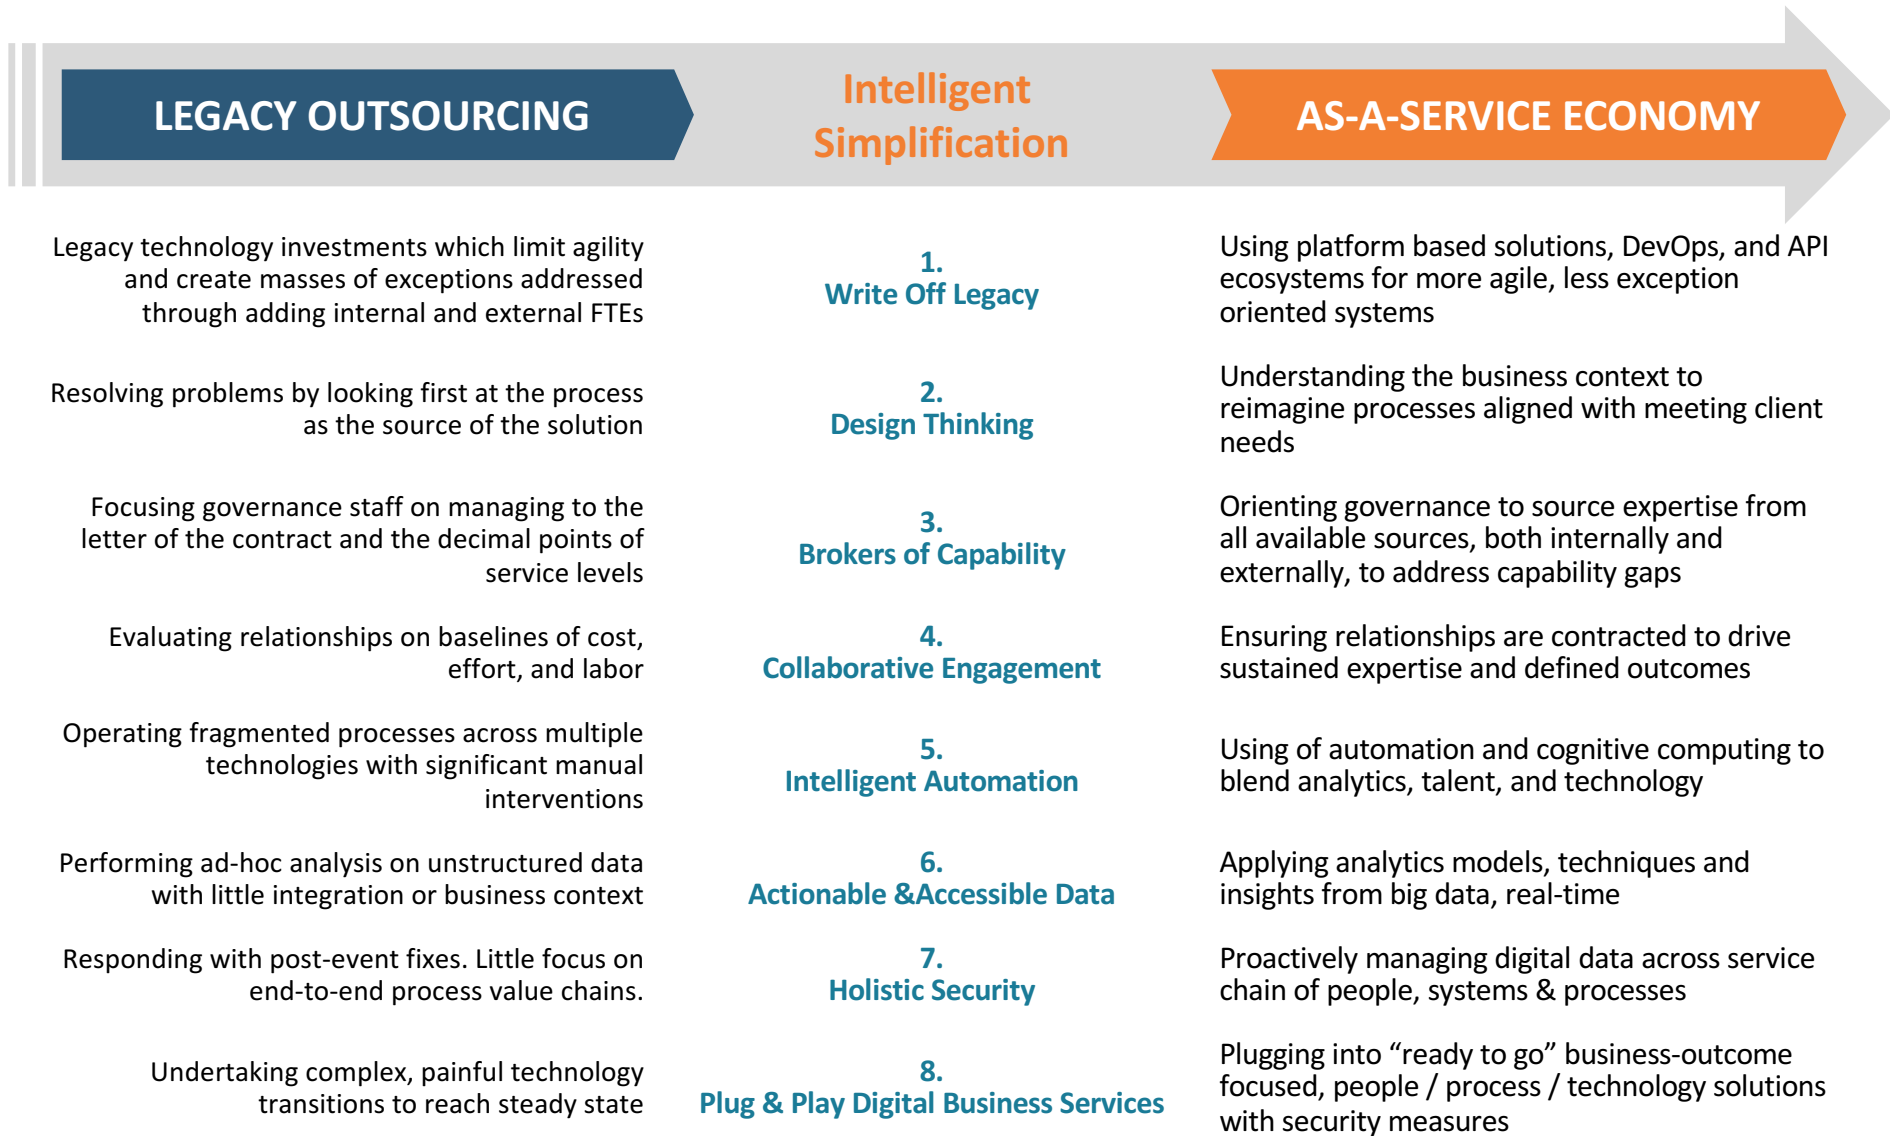 LEGACY OUTSOURCING
Intelligent
Simplification
AS-A-SERVICE ECONOMY
Legacy technology investments which limit agility
and create masses of exceptions addressed
through adding internal and external FTEs
1.
Write Off Legacy
Using platform based solutions, DevOps, and API
ecosystems for more agile, less exception
oriented systems
Resolving problems by looking first at the process
as the source of the solution
2.
Design Thinking
Understanding the business context to
reimagine processes aligned with meeting client
needs
Focusing governance staff on managing to the
letter of the contract and the decimal points of
service levels
3.
Brokers of Capability
Orienting governance to source expertise from
all available sources, both internally and
externally, to address capability gaps
Evaluating relationships on baselines of cost,
effort, and labor
4.
Collaborative Engagement
Ensuring relationships are contracted to drive
sustained expertise and defined outcomes
Operating fragmented processes across multiple
technologies with significant manual
interventions
5.
Intelligent Automation
Using of automation and cognitive computing to
blend analytics, talent, and technology
Performing ad-hoc analysis on unstructured data
with little integration or business context
6.
Actionable &Accessible Data
Applying analytics models, techniques and
insights from big data, real-time
Responding with post-event fixes. Little focus on
end-to-end process value chains.
7.
Holistic Security
Proactively managing digital data across service
chain of people, systems & processes
Undertaking complex, painful technology
transitions to reach steady state
8.
Plug & Play Digital Business Services
Plugging into “ready to go” business-outcome
focused, people / process / technology solutions
with security measures